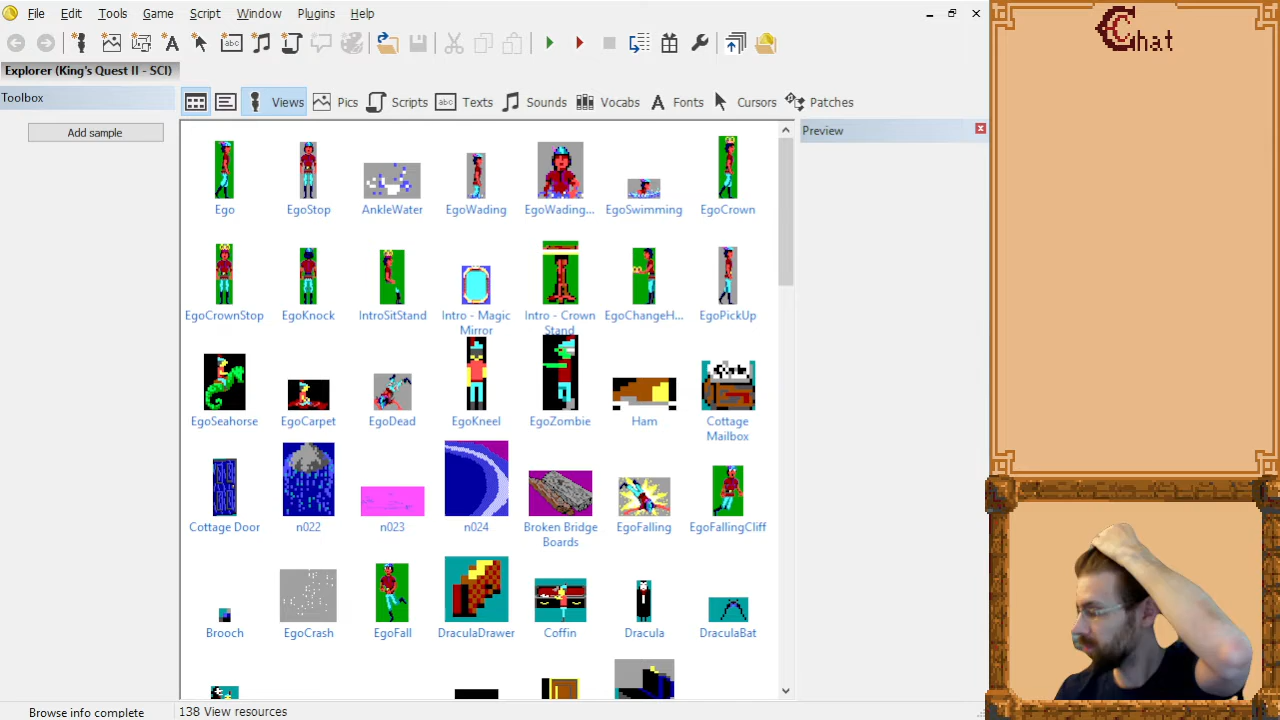 File Edit Tools Game Script Window Plugins Help
Explorer (King's Quest II - SCI)
Toolbox
Add sample
Views Pics Scripts Texts Sounds Vocabs Fonts Cursors Patches
Preview
Ego EgoStop AnkleWater EgoWading EgoWading... EgoSwimming EgoCrown
EgoCrownStop EgoKnock IntroSitStand Intro - Magic Intro - Crown EgoChangeH... EgoPickUp
Mirror Stand
EgoSeahorse EgoCarpet EgoDead EgoKneel EgoZombie Ham Cottage
Mailbox
Cottage Door n022 n023 n024 Broken Bridge EgoFalling EgoFallingCliff
Boards
Brooch EgoCrash EgoFall DraculaDrawer Coffin Dracula DraculaBat
Browse info complete 138 View resources
Chat